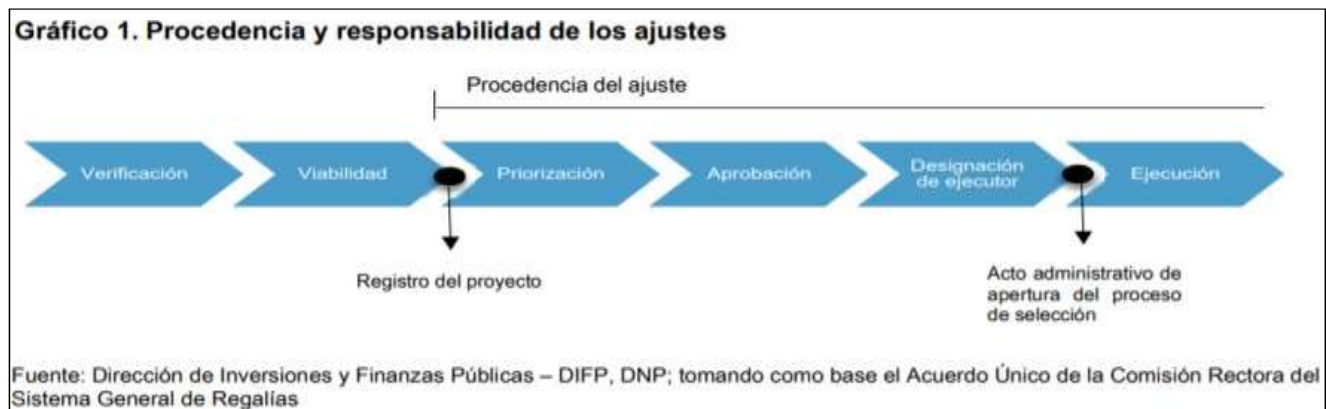 Gráfico 1. Procedencia y responsabilidad de los ajustes
Procedencia del ajuste
Verificación
Viabilidad
Priorización
Aprobación
Designación
de ejecutor
Ejecución
Registro del proyecto
Acto administrativo de
apertura del proceso
de selección
Fuente: Dirección de Inversiones y Finanzas Públicas – DIFP, DNP; tomando como base el Acuerdo Único de la Comisión Rectora del
Sistema General de Regalías